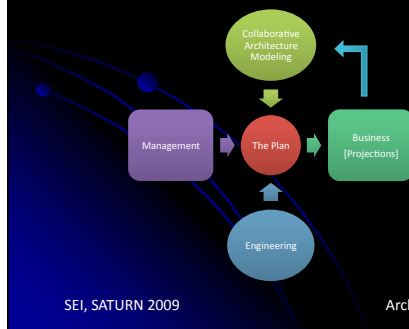 Collaborative
Architecture
Modeling
Management
The Plan
Business
[Projections]
Engineering
SEI, SATURN 2009
Arch